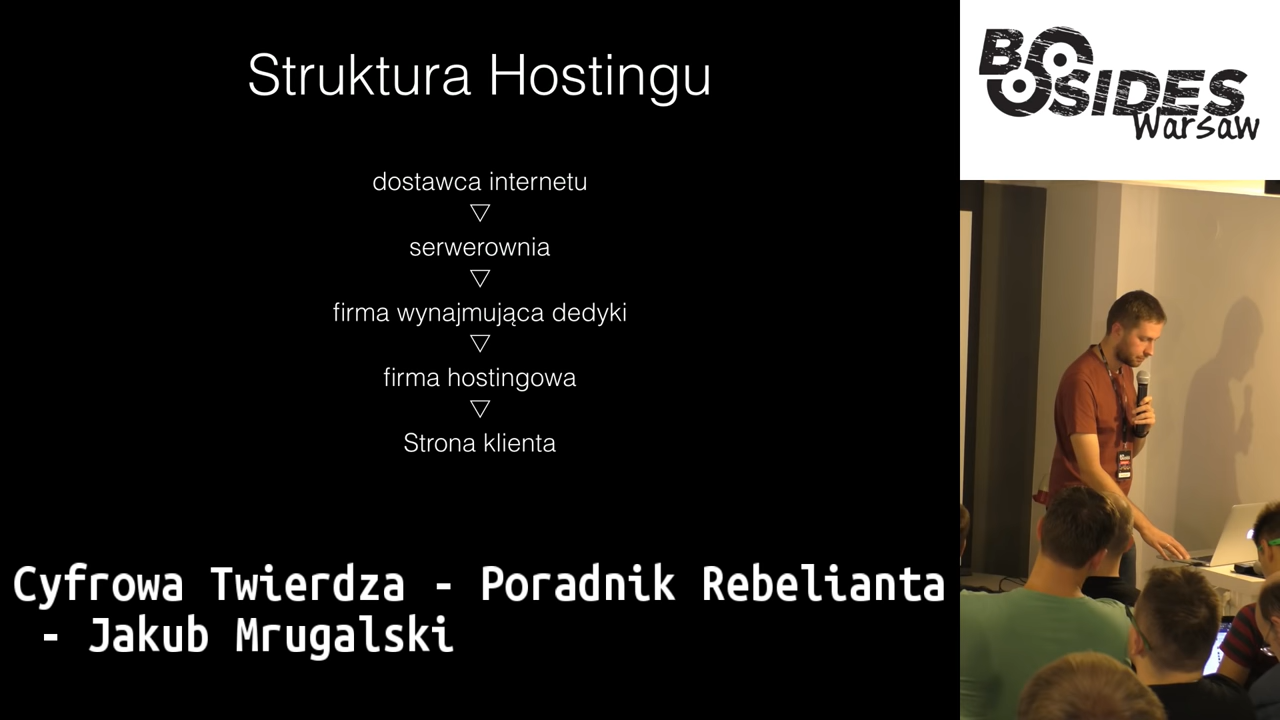 Struktura Hostingu
dostawca internetu
▽
serwerownia
▽
firma wynajmująca dedyki
▽
firma hostingowa
▽
Strona klienta
Cyfrowa Twierdza - Poradnik Rebelianta
- Jakub Mrugalski
BSIDES
Warsaw